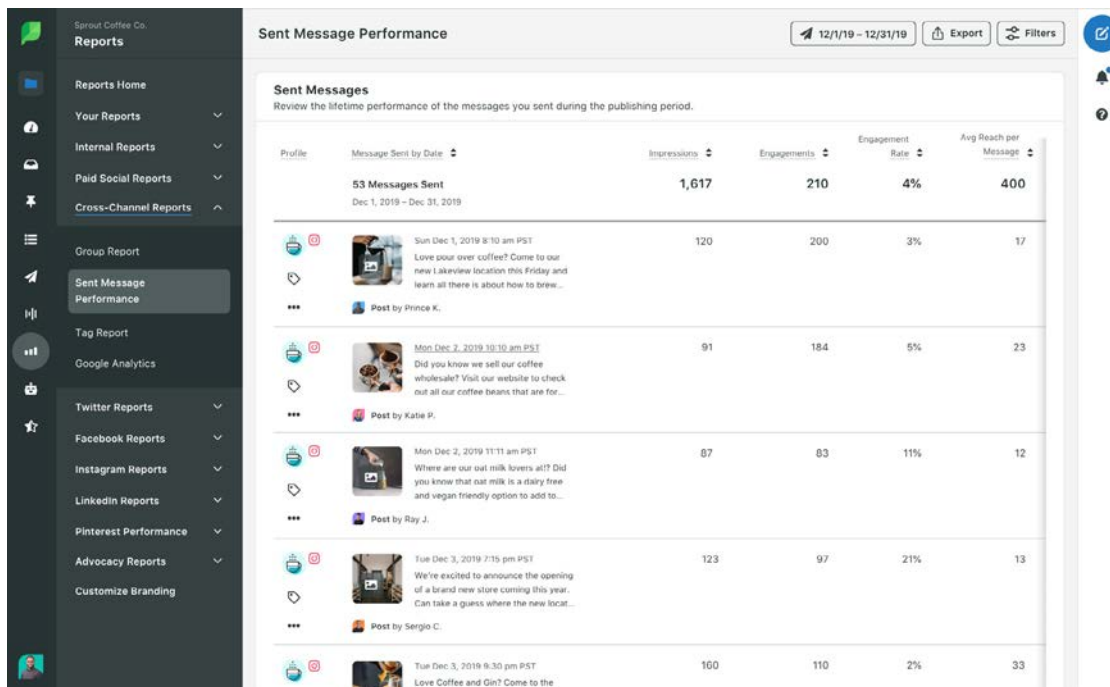 Sprout Coffee Co.
Reports
Reports Home
Your Reports
Internal Reports
Paid Social Reports
Cross-Channel Reports
Group Report
Sent Message
Performance
Tag Report
Google Analytics
Twitter Reports
Facebook Reports
Instagram Reports
LinkedIn Reports
Pinterest Performance
Advocacy Reports
Customize Branding
Sent Message Performance
12/1/19 – 12/31/19
Export
Filters
Sent Messages
Review the lifetime performance of the messages you sent during the publishing period.
Profile Message Sent by Date Impressions Engagements Engagement Rate Avg Reach per Message
53 Messages Sent 1,617 210 4% 400
Dec 1, 2019 – Dec 31, 2019
Sun Dec 1, 2019 8:10 am PST 120 200 3% 17
Love pour over coffee? Come to our
new Lakeview location this Friday and
learn all there is about how to brew...
Post by Prince K.
Mon Dec 2, 2019 10:10 am PST 91 184 5% 23
Did you know we sell our coffee
wholesale? Visit our website to check
out all our coffee beans that are for...
Post by Katie P.
Mon Dec 2, 2019 11:11 am PST 87 83 11% 12
Where are our oat milk lovers at!? Did
you know that oat milk is a dairy free
and vegan friendly option to add to...
Post by Ray J.
Tue Dec 3, 2019 7:15 pm PST 123 97 21% 13
We're excited to announce the opening
of a brand new store coming this year.
Can take a guess where the new locat...
Post by Sergio C.
Tue Dec 3, 2019 9:30 pm PST 160 110 2% 33
Love Coffee and Gin? Come to the